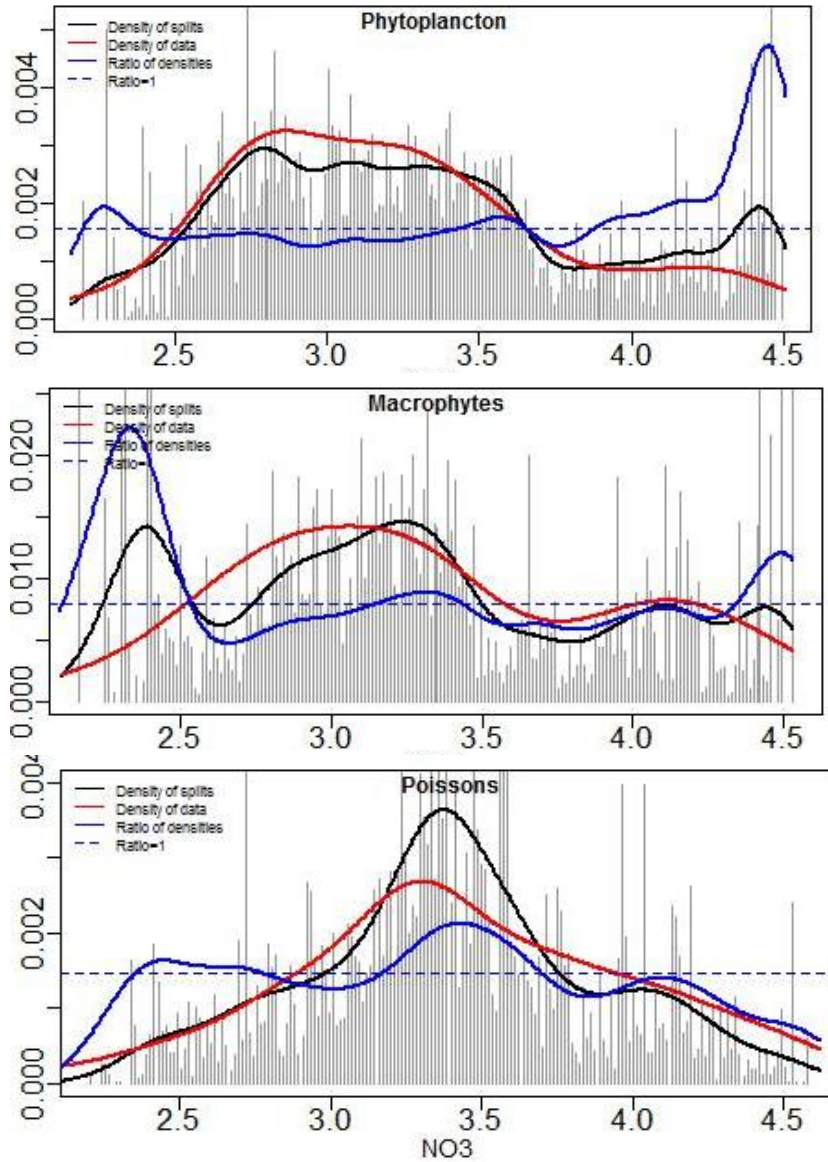 Phytoplancton
Density of splits
Density of data
Ratio of densities
Ratio=1
0.004
0.002
0.000
2.5 3.0 3.5 4.0 4.5
Macrophytes
Density of splits
Density of data
Ratio of densities
Ratio=
0.020
0.010
0.000
2.5 3.0 3.5 4.0 4.5
Poissons
Density of splits
Density of data
Ratio of densities
Ratio=1
0.004
0.002
0.000
2.5 3.0 3.5 4.0 4.5
NO3